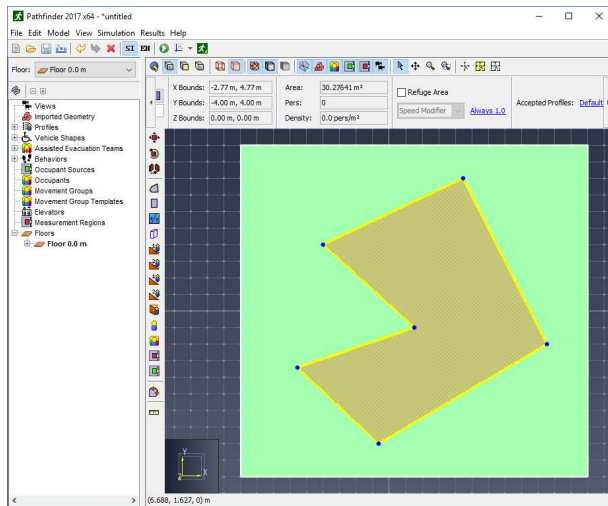 Pathfinder 2017 x64 - *untitled
File Edit Model View Simulation Results Help
SI EN
Floor: Floor 0.0 m
X Bounds: -2.77 m, 4.77 m Area: 30.27641 m² Refuge Area
Y Bounds: -4.00 m, 4.00 m Pers: 0 Speed Modifier Always 1.0 Accepted Profiles: Default
Z Bounds: 0.00 m, 0.00 m Density: 0.0 pers/m²
Views
Imported Geometry
Profiles
Vehicle Shapes
Assisted Evacuation Teams
Behaviors
Occupant Sources
Occupants
Movement Groups
Movement Group Templates
Elevators
Measurement Regions
Floors
Floor 0.0 m
Y
Z X
(6.688, 1.627, 0) m